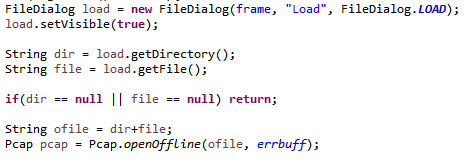 FileDialog load = new FileDialog(frame, "Load", FileDialog.LOAD);
load.setVisible(true);
String dir = load.getDirectory();
String file = load.getFile();
if(dir == null || file == null) return;
String ofile = dir+file;
Pcap pcap = Pcap.openOffline(ofile, errbuff);